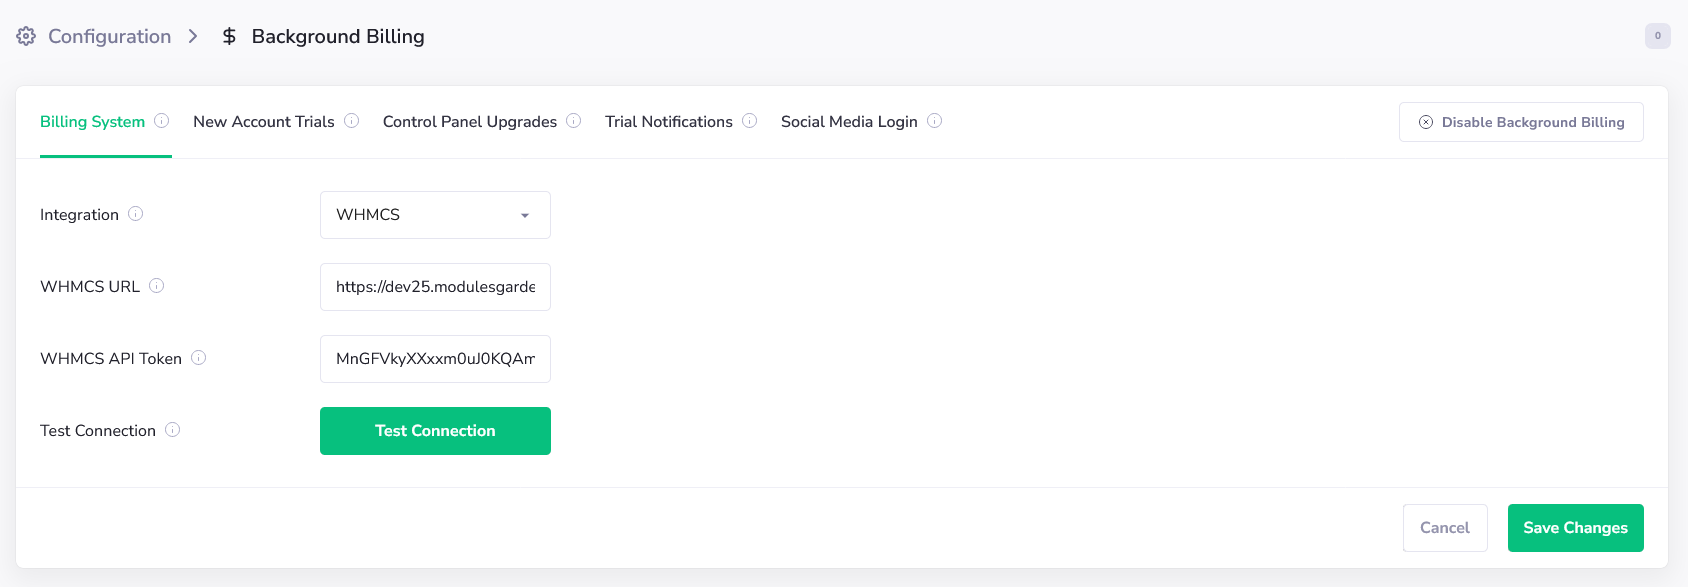 Configuration > $ Background Billing
0
Billing System New Account Trials Control Panel Upgrades Trial Notifications Social Media Login Disable Background Billing
Integration WHMCS
WHMCS URL https://dev25.modulesgarde
WHMCS API Token MnGFVkyXXxxm0uJ0KQAm
Test Connection Test Connection
Cancel Save Changes